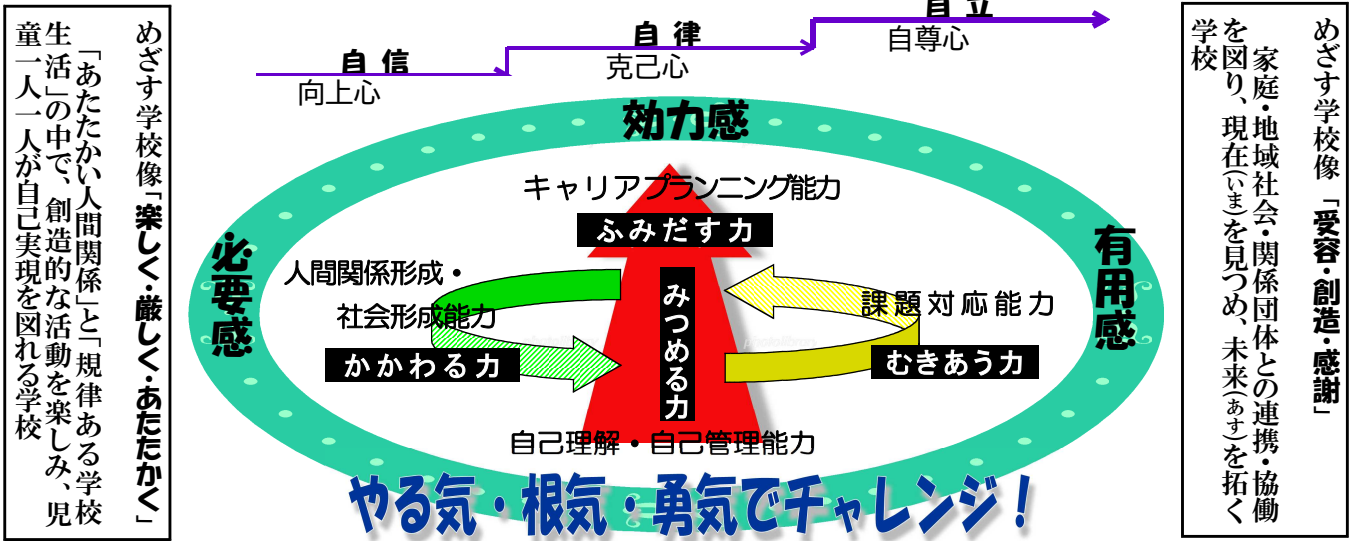 めざす学校像「楽しく・厳しく・あたたかく」
「あたたかい人間関係」と「規律ある学校
生活」の中で、創造的な活動を楽しみ、児
童一人一人が自己実現を図れる学校
自信
向上心
自律
克己心
自立
自尊心
効力感
キャリアプランニング能力
ふみだす力
必要感
人間関係形成・
社会形成能力
かかわる力
みつめる力
有用感
課題対応能力
むきあう力
自己理解・自己管理能力
やる気・根気・勇気でチャレンジ！
めざす学校像「受容・創造・感謝」
家庭・地域社会・関係団体との連携・協働
を図り、現在(いま)を見つめ、未来(あす)を拓く
学校